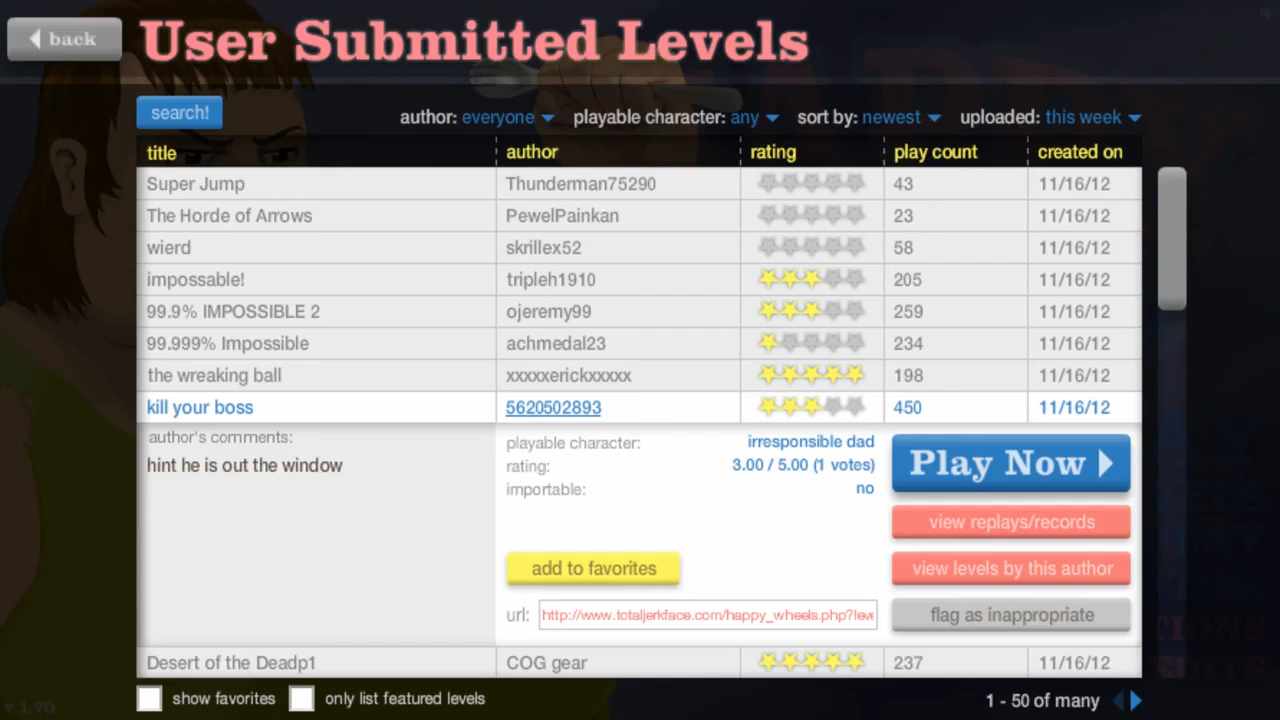 back
User Submitted Levels
search!
author: everyone playable character: any sort by: newest uploaded: this week
title author rating play count created on
Super Jump Thunderman75290 43 11/16/12
The Horde of Arrows PewelPainkan 23 11/16/12
wierd skrillex52 58 11/16/12
impossable! tripleh1910 205 11/16/12
99.9% IMPOSSIBLE 2 ojeremy99 259 11/16/12
99.999% Impossible achmedal23 234 11/16/12
the wreaking ball xxxxxerickxxxxx 198 11/16/12
kill your boss 5620502893 450 11/16/12
author's comments:
hint he is out the window
playable character: irresponsible dad
rating: 3.00 / 5.00 (1 votes)
importable: no
add to favorites
url: http://www.totaljerkface.com/happy_wheels.php?leve
Play Now
view replays/records
view levels by this author
flag as inappropriate
Desert of the Deadp1 COG gear 237 11/16/12
show favorites only list featured levels
1 - 50 of many
v 1.70